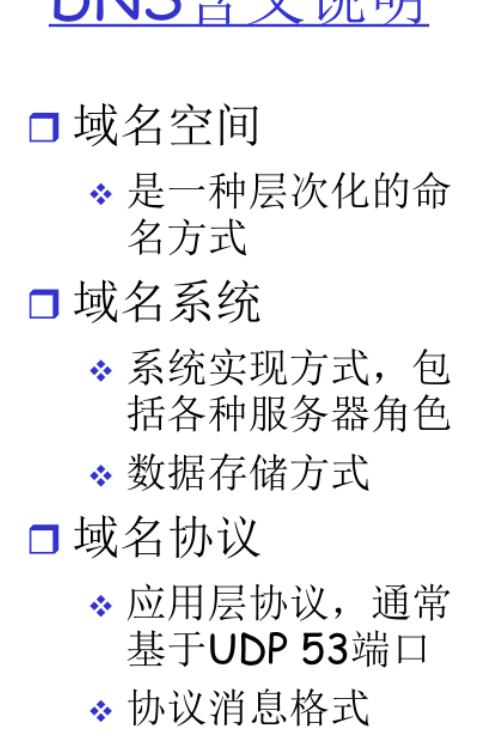 DNS含义说明
域名空间
是一种层次化的命
名方式
域名系统
系统实现方式，包
括各种服务器角色
数据存储方式
域名协议
应用层协议，通常
基于UDP 53端口
协议消息格式